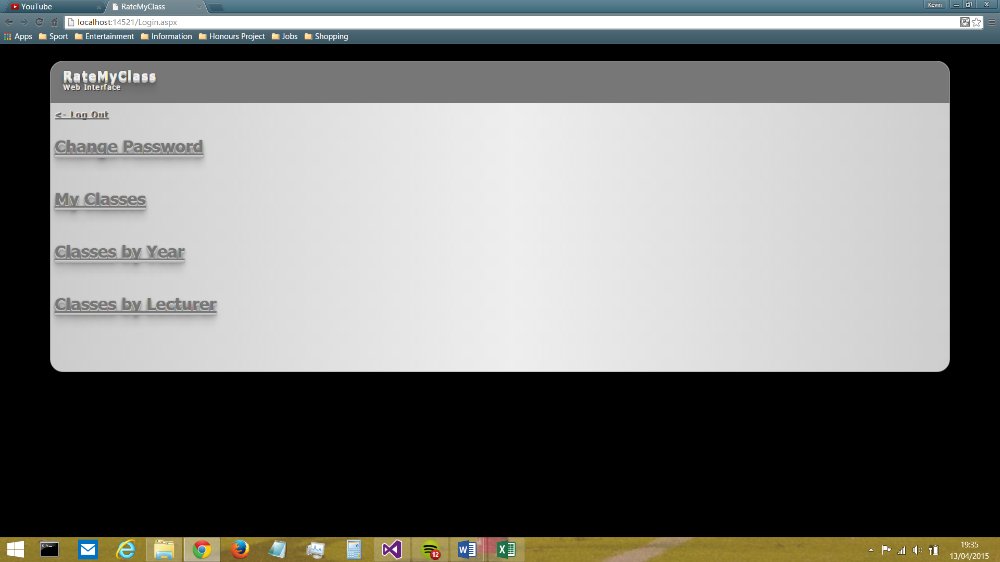 YouTube
RateMyClass
Kevin
localhost:14521/Login.aspx
Apps Sport Entertainment Information Honours Project Jobs Shopping
RateMyClass
Web Interface
<- Log Out
Change Password
My Classes
Classes by Year
Classes by Lecturer
12
19:35
13/04/2015